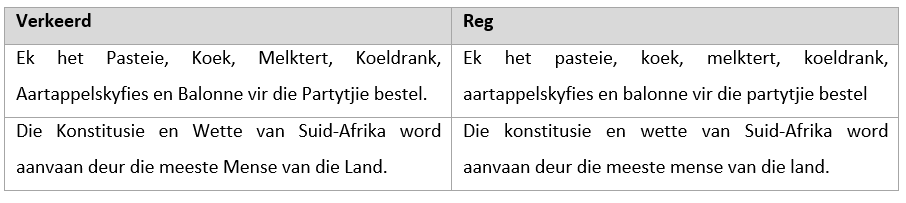 Verkeerd
Reg
Ek het Pasteie, Koek, Melktert, Koeldrank,
Aartappelskyfies en Balonne vir die Partytjie bestel.
Ek het pasteie, koek, melktert, koeldrank,
aartappelskyfies en balonne vir die partytjie bestel
Die Konstitusie en Wette van Suid-Afrika word
aanvaan deur die meeste Mense van die Land.
Die konstitusie en wette van Suid-Afrika word
aanvaan deur die meeste mense van die land.